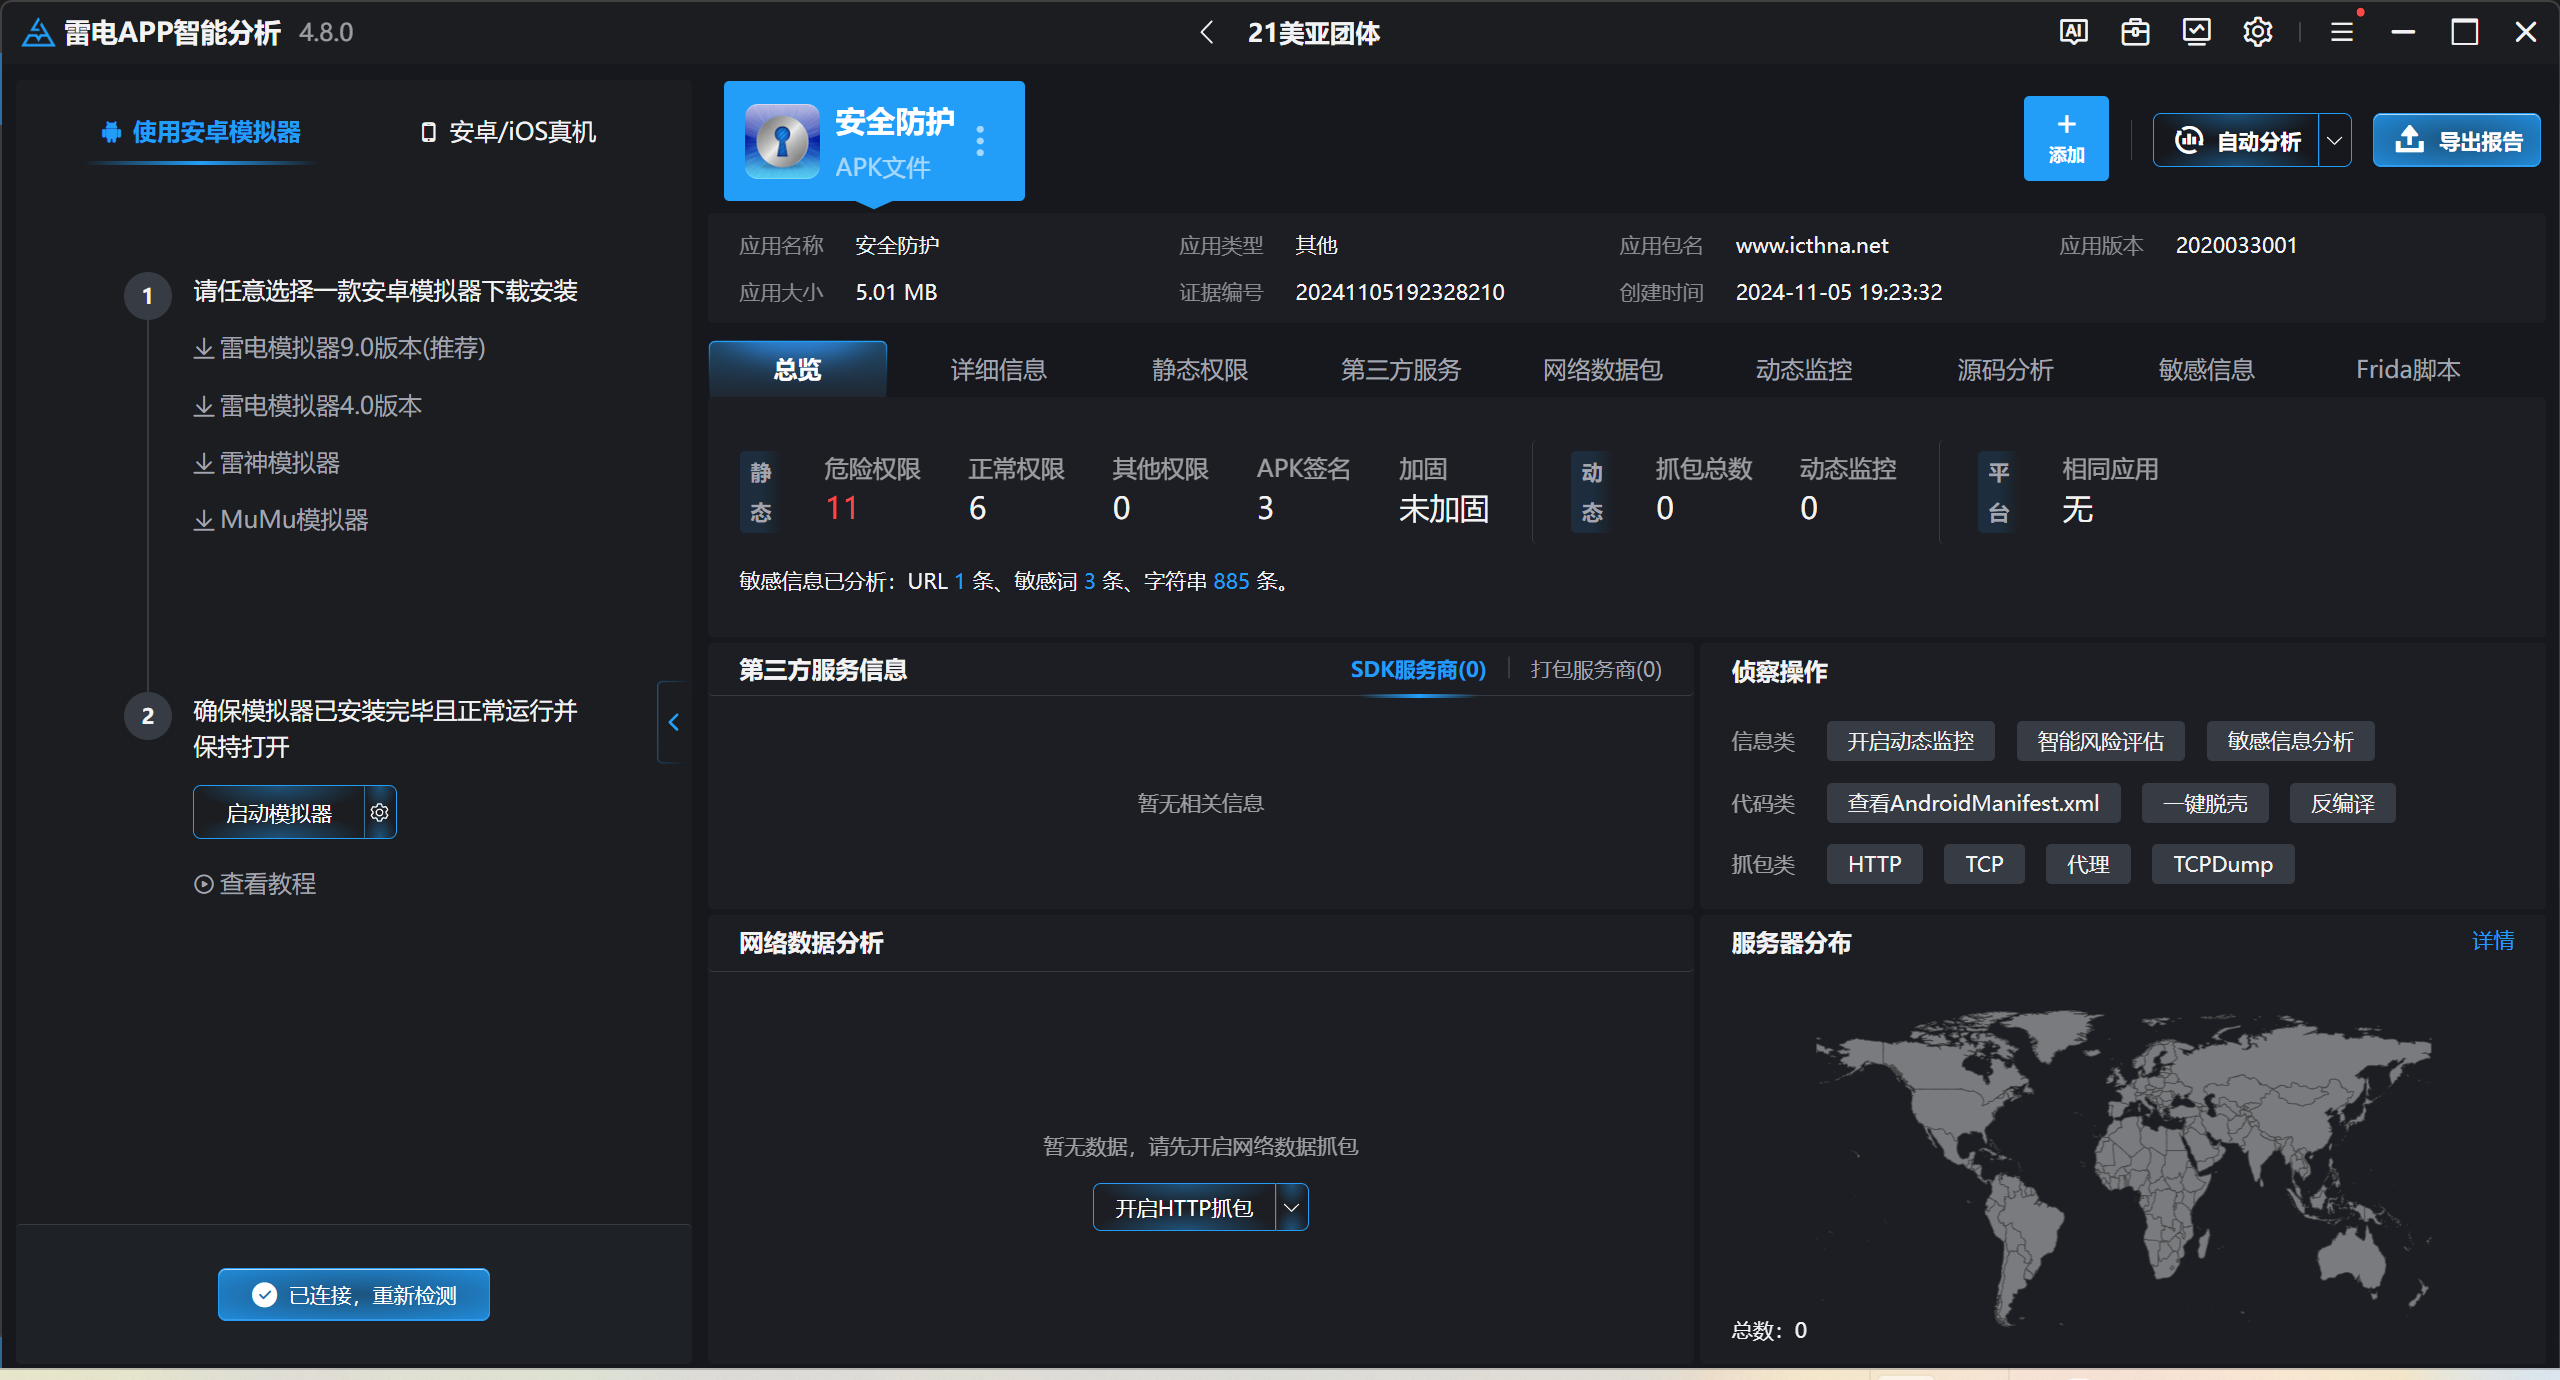 雷电APP智能分析 4.8.0
21美亚团体
AI
使用安卓模拟器
安卓/iOS真机
1
请任意选择一款安卓模拟器下载安装
雷电模拟器9.0版本(推荐)
雷电模拟器4.0版本
雷神模拟器
MuMu模拟器
2
确保模拟器已安装完毕且正常运行并
保持打开
启动模拟器
查看教程
已连接，重新检测
安全防护
APK文件
添加
自动分析
导出报告
应用名称 安全防护 应用类型 其他 应用包名 www.icthna.net 应用版本 2020033001
应用大小 5.01 MB 证据编号 20241105192328210 创建时间 2024-11-05 19:23:32
总览 详细信息 静态权限 第三方服务 网络数据包 动态监控 源码分析 敏感信息 Frida脚本
静态 危险权限 正常权限 其他权限 APK签名 加固 动态 抓包总数 动态监控 平台 相同应用
11 6 0 3 未加固 0 0 无
敏感信息已分析：URL 1 条、敏感词 3 条、字符串 885 条。
第三方服务信息 SDK服务商(0) 打包服务商(0)
暂无相关信息
侦察操作
信息类 开启动态监控 智能风险评估 敏感信息分析
代码类 查看AndroidManifest.xml 一键脱壳 反编译
抓包类 HTTP TCP 代理 TCPDump
网络数据分析
暂无数据，请先开启网络数据抓包
开启HTTP抓包
服务器分布 详情
总数：0